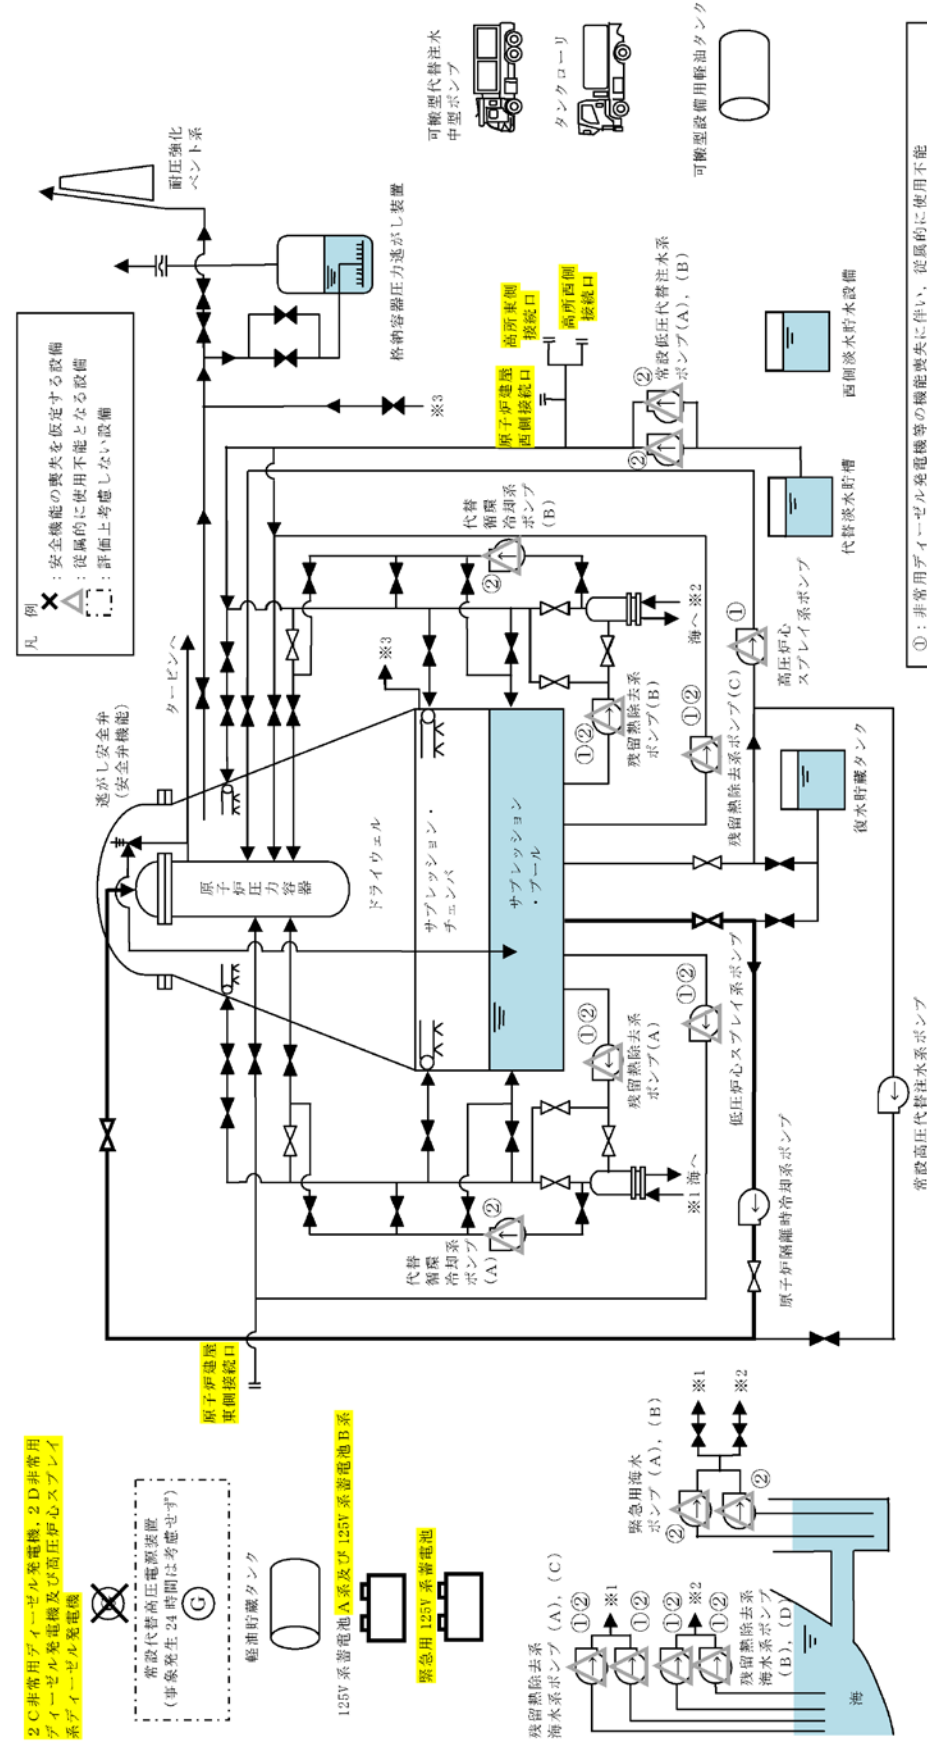 2C非常用ディーゼル発電機，2D非常用
ディーゼル発電機及び高圧炉心スプレイ
系ディーゼル発電機
常設代替高圧電源装置
(事象発生24時間は考慮せず)
G
G
軽油貯蔵タンク
125V系蓄電池A系及び125V系蓄電池B系
緊急用125V系蓄電池
残留熱除去系
海水系ポンプ(A)，(C)
①②
①②
※1
①②
①②
※2
残留熱除去系
海水系ポンプ
(B)，(D)
海
緊急用海水
ポンプ(A)，(B)
②
②
※1
※2
原子炉建屋
東側接続口
代替
循環
冷却系
ポンプ
(A)
②
※1
海へ
残留熱除去系
ポンプ(A)
①②
低圧炉心スプレイ系ポンプ
①②
原子炉隔離時冷却系ポンプ
常設高圧代替注水系ポンプ
逃がし安全弁
(安全弁機能)
タービンへ
原子炉圧力容器
ドライウェル
サプレッション・
チェンバ
サプレッション
・プール
※3
代替
循環
冷却系
ポンプ
(B)
②
海へ
※2
残留熱除去系
ポンプ(B)
①②
残留熱除去系ポンプ(C)
①②
高圧炉心
スプレイ系ポンプ
①
復水貯蔵タンク
凡　例
：安全機能の喪失を仮定する設備
：従属的に使用不能となる設備
：評価上考慮しない設備
耐圧強化
ベント系
格納容器圧力逃がし装置
※3
原子炉建屋
西側接続口
高所東側
接続口
高所西側
接続口
常設低圧代替注水系
ポンプ(A)，(B)
②
②
代替淡水貯槽
西側淡水貯水設備
可搬型代替注水
中型ポンプ
タンクローリ
可搬型設備用軽油タンク
①：非常用ディーゼル発電機等の機能喪失に伴い，従属的に使用不能